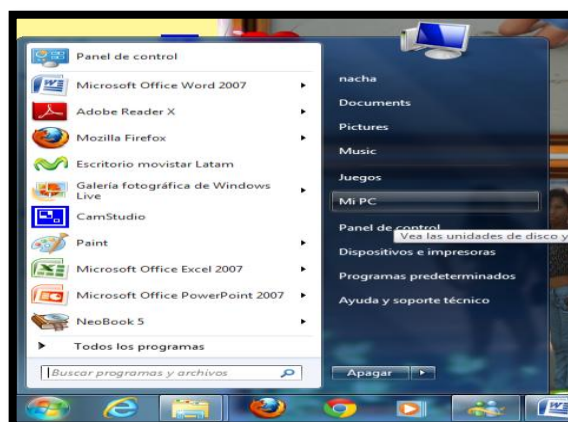 Panel de control
Microsoft Office Word 2007
Adobe Reader X
Mozilla Firefox
Escritorio movistar Latam
Galería fotográfica de Windows
Live
CamStudio
Paint
Microsoft Office Excel 2007
Microsoft Office PowerPoint 2007
NeoBook 5
Todos los programas
Buscar programas y archivos
nacha
Documents
Pictures
Music
Juegos
Mi PC
Panel de control
Vea las unidades de disco y
Dispositivos e impresoras
Programas predeterminados
Ayuda y soporte técnico
Apagar